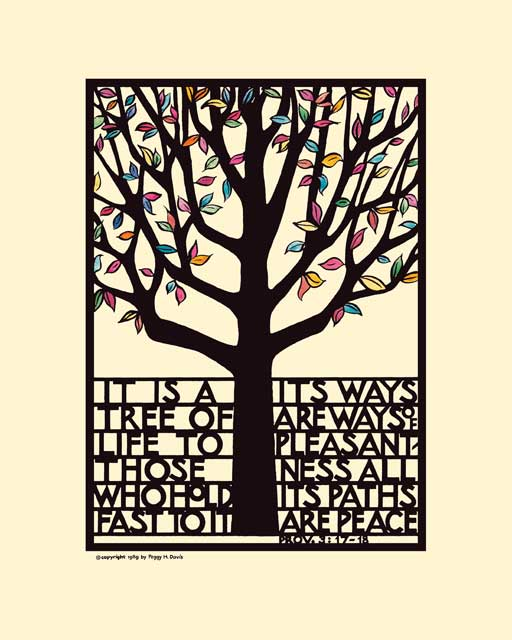 IT IS A
TREE OF
LIFE TO
THOSE
WHO HOLD
FAST TO IT
ITS WAYS
ARE WAYS OF
PLEASANT-
NESS ALL
ITS PATHS
ARE PEACE
PROV. 3:17-18
©copyright 1989 by Peggy H. Davis